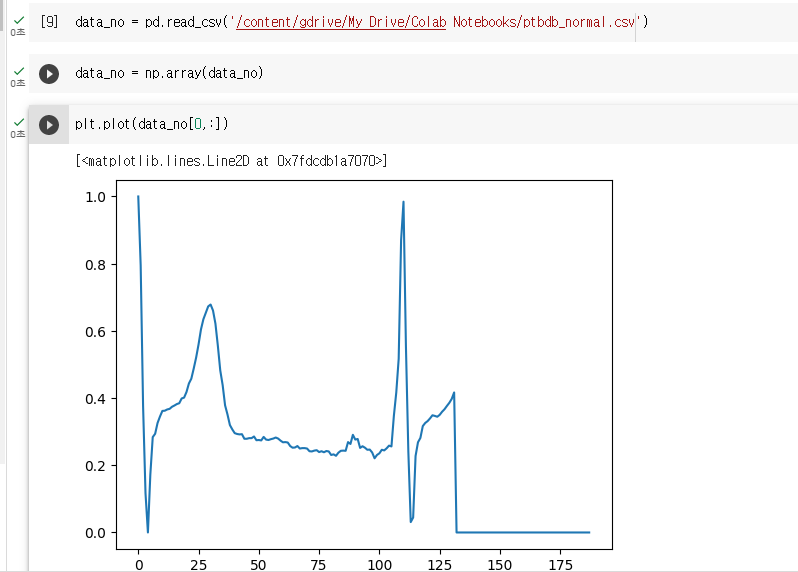 [9] data_no = pd.read_csv('/content/gdrive/My Drive/Colab Notebooks/ptbdb_normal.csv')
0초
data_no = np.array(data_no)
0초
plt.plot(data_no[0,:])
0초
[<matplotlib.lines.Line2D at 0x7fdcdb1a7070>]
1.0
0.8
0.6
0.4
0.2
0.0
0 25 50 75 100 125 150 175